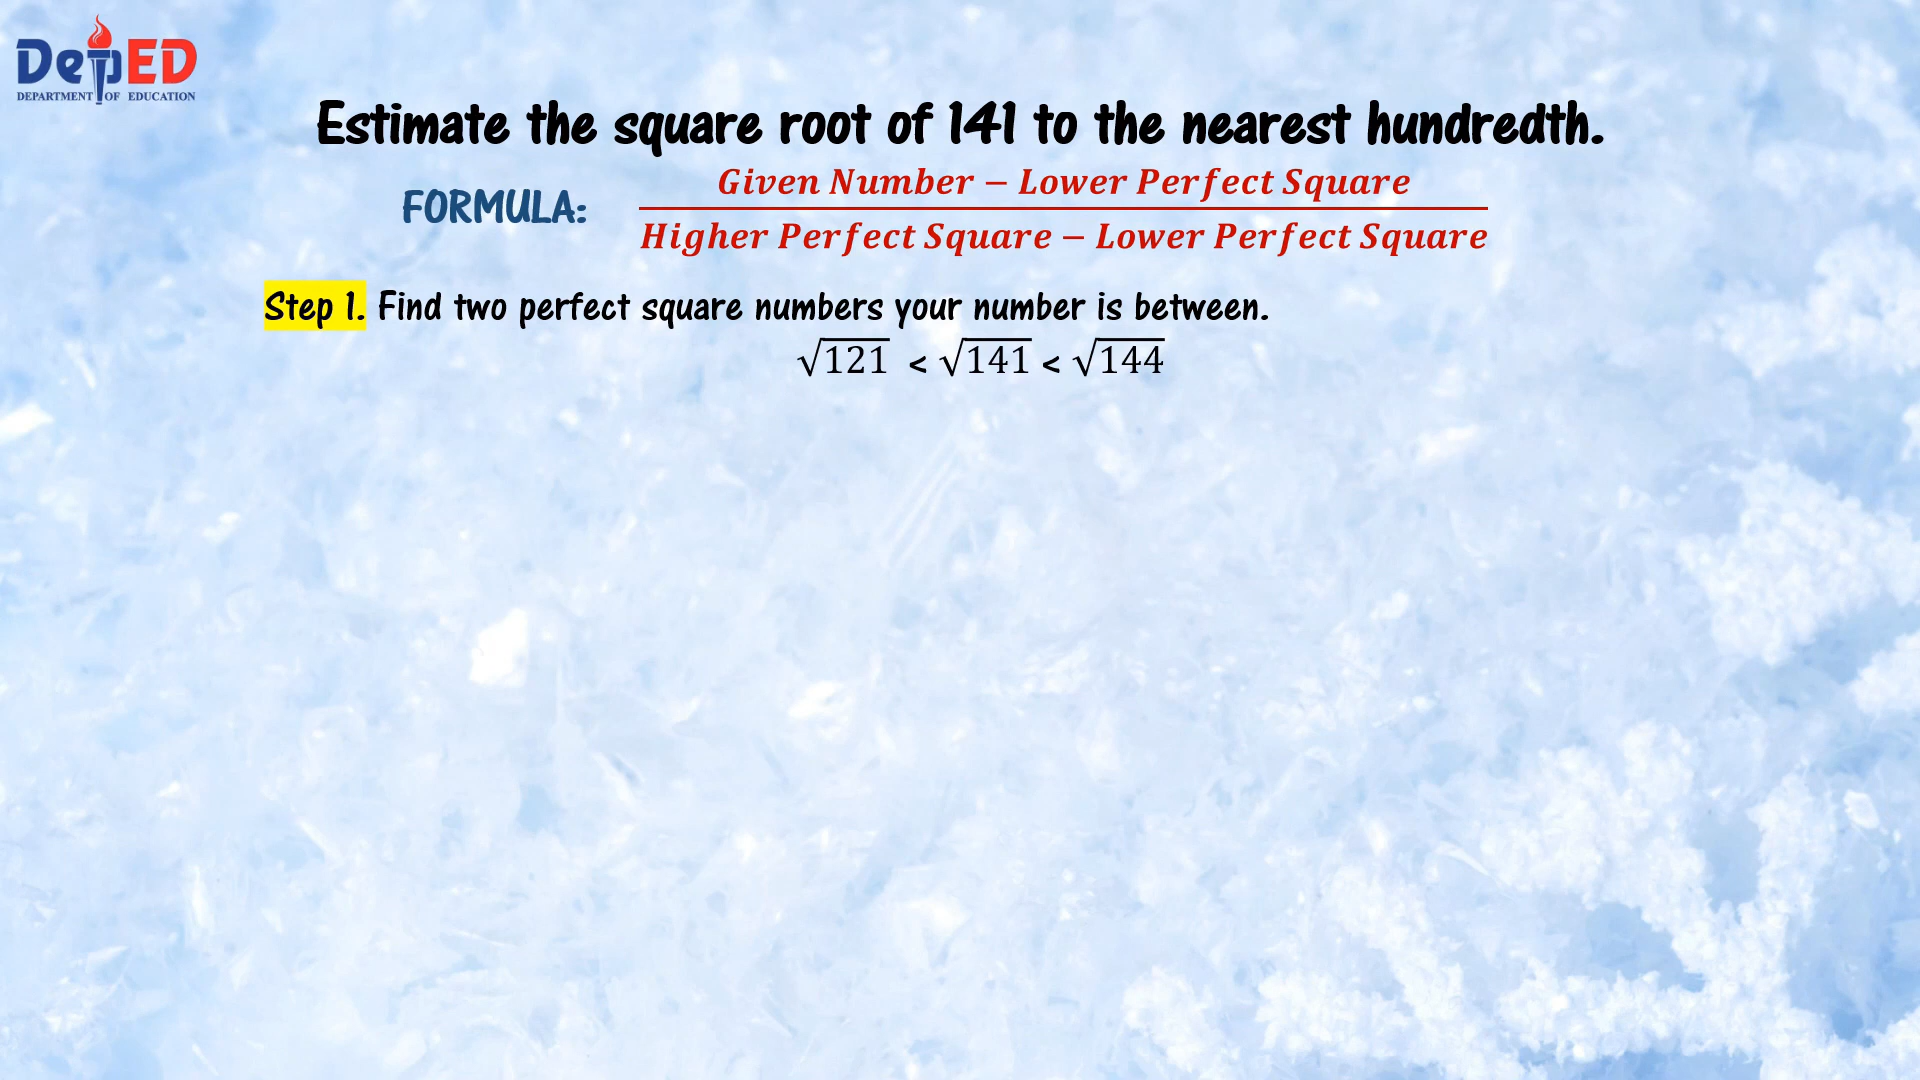 DepED
DEPARTMENT OF EDUCATION
Estimate the square root of 141 to the nearest hundredth.
FORMULA:
Given Number − Lower Perfect Square
Higher Perfect Square − Lower Perfect Square
Step 1. Find two perfect square numbers your number is between.
√121 < √141 < √144